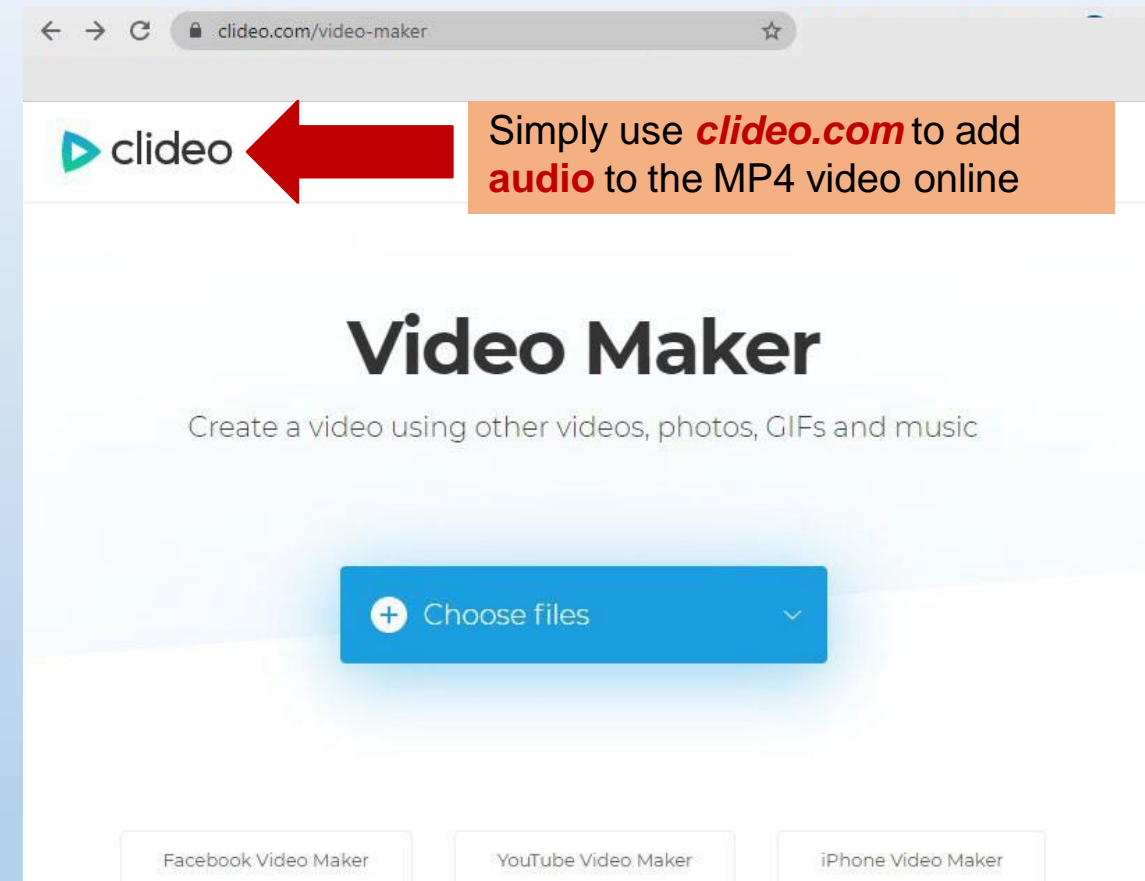 clideo.com/video-maker
clideo
Simply use clideo.com to add
audio to the MP4 video online
Video Maker
Create a video using other videos, photos, GIFs and music
Choose files
Facebook Video Maker
YouTube Video Maker
iPhone Video Maker